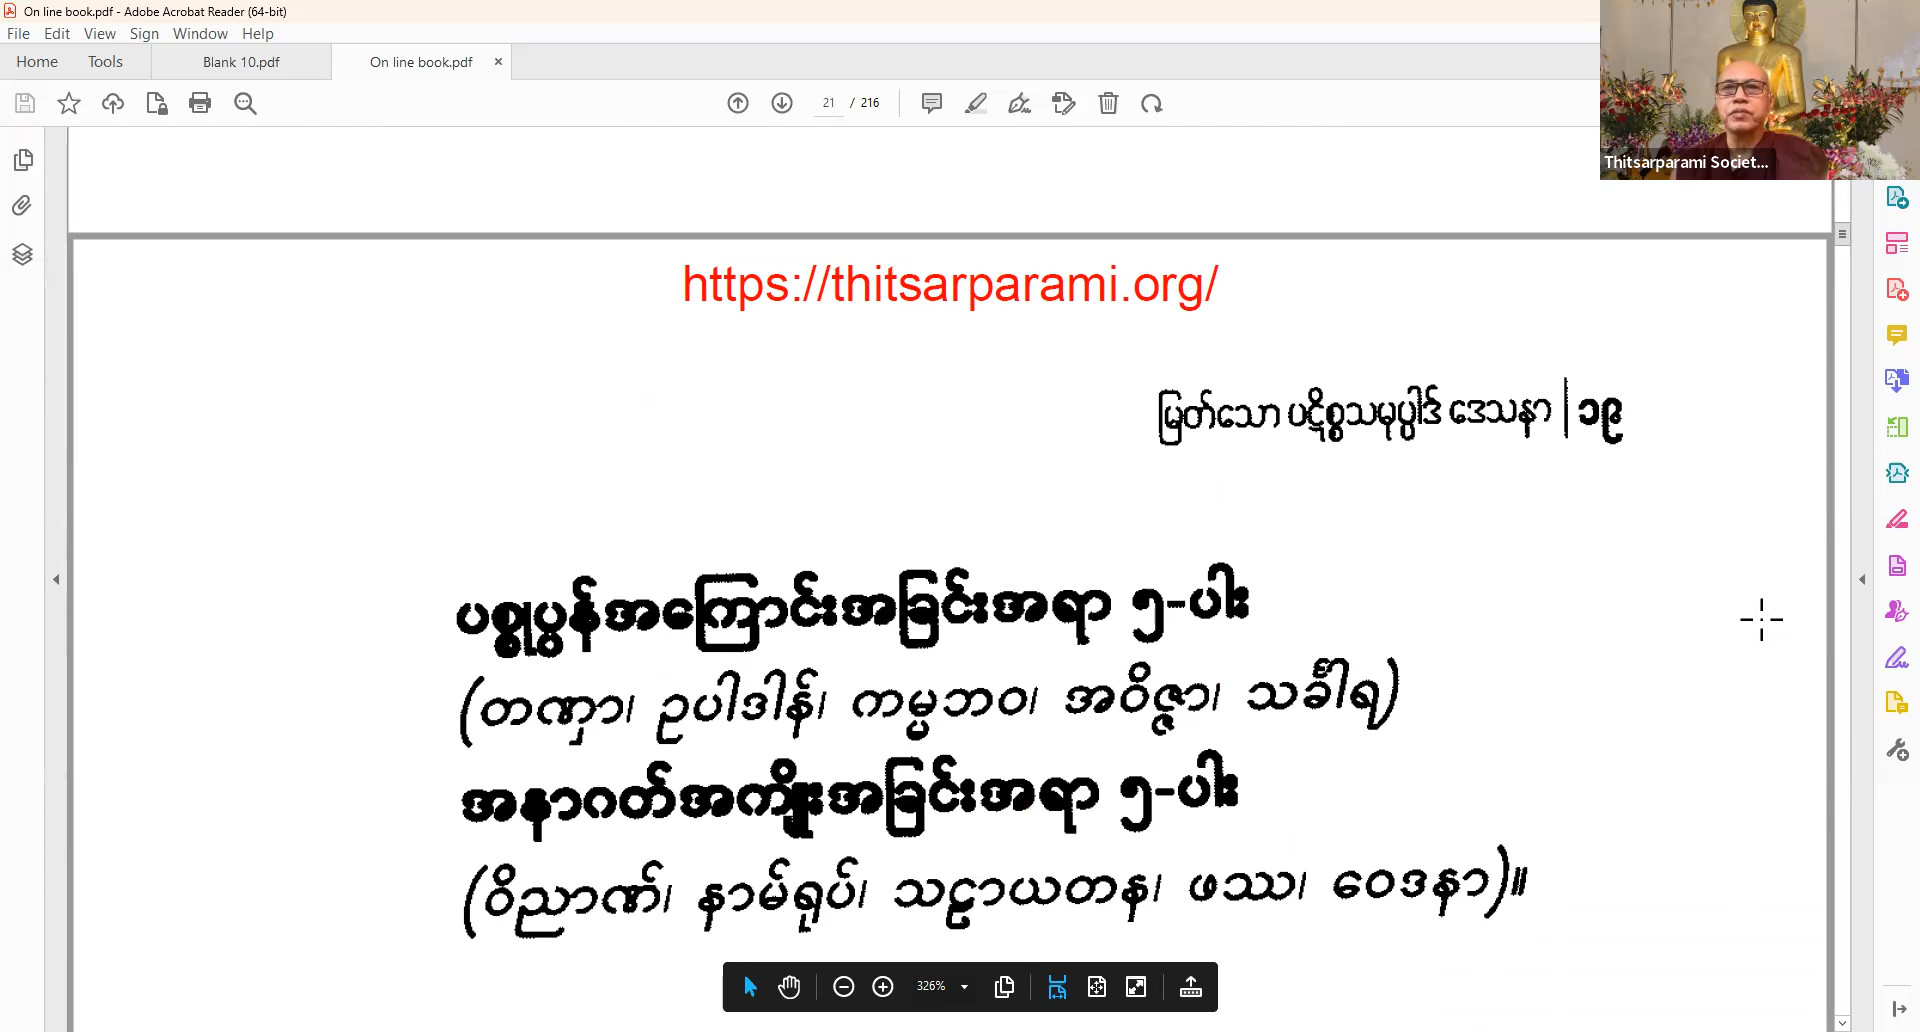 On line book.pdf - Adobe Acrobat Reader (64-bit)
File Edit View Sign Window Help
Home Tools Blank 10.pdf On line book.pdf ×
21 / 216
Thitsarparami Societ...
https://thitsarparami.org/
မြတ်သော ပဋိစ္စသမုပ္ပါဒ် ဒေသနာ | ၁၉
ပစ္စုပ္ပန်အကြောင်းအခြင်းအရာ ၅-ပါး
(တဏှာ၊ ဥပါဒါန်၊ ကမ္မဘဝ၊ အဝိဇ္ဇာ၊ သင်္ခါရ)
အနာဂတ်အကျိုးအခြင်းအရာ ၅-ပါး
(ဝိညာဏ်၊ နာမ်ရုပ်၊ သဠာယတန၊ ဖဿ၊ ဝေဒနာ)။
326%